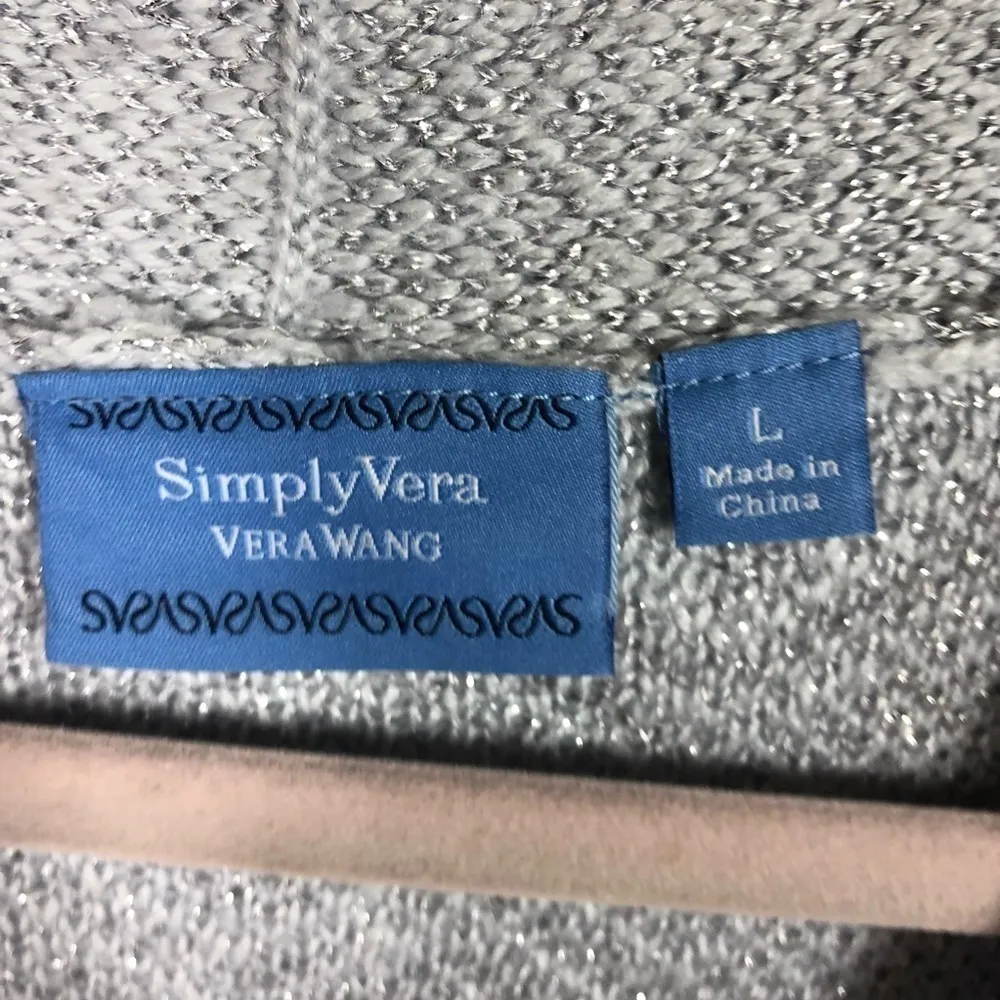 SimplyVera
VERA WANG
L
Made in
China